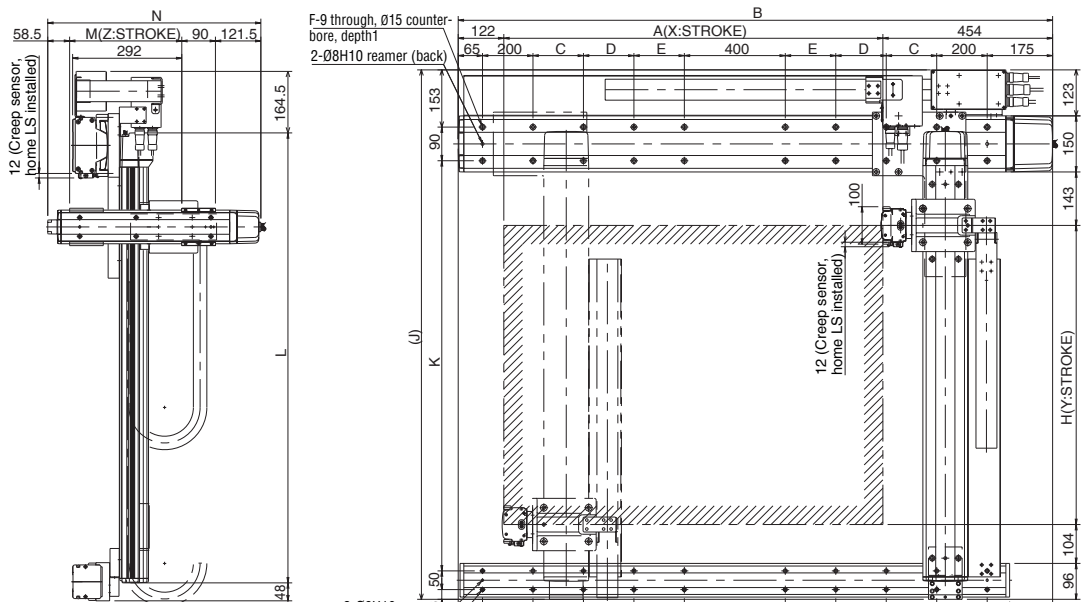 N
58.5
M(Z:STROKE)
90
121.5
292
12 (Creep sensor,
home LS installed)
164.5
L
48
F-9 through, Ø15 counter-
bore, depth1
2-Ø8H10 reamer (back)
B
122
A(X:STROKE)
454
65
200
C
D
E
400
E
D
C
200
175
153
90
(J)
K
50
100
12 (Creep sensor,
home LS installed)
123
150
143
H(Y:STROKE)
104
96